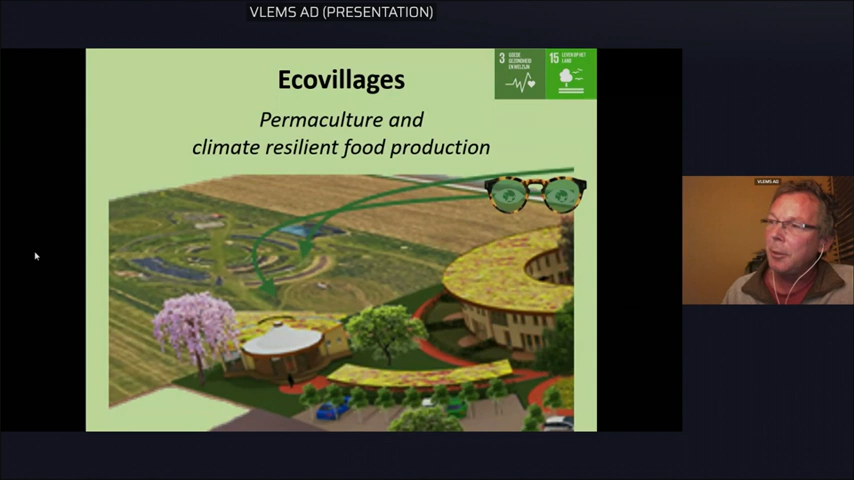 VLEMS AD (PRESENTATION)
Ecovillages
3 GOEDE
GEZONDHEID
EN WELZIJN
15 LEVEN OP HET
LAND
Permaculture and
climate resilient food production
VLEMS AD